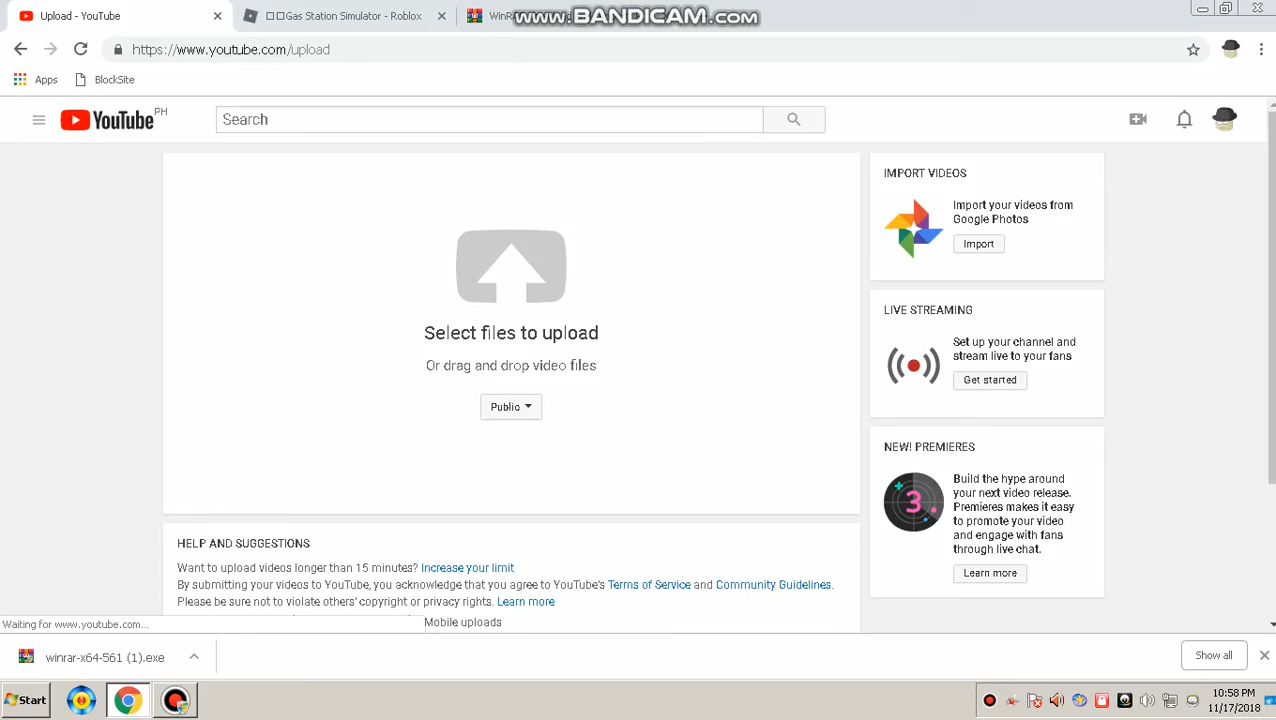 Upload - YouTube
Gas Station Simulator - Roblox
WinR
www.BANDICAM.COM
https://www.youtube.com/upload
Apps
BlockSite
YouTube PH
Search
Select files to upload
Or drag and drop video files
Public
IMPORT VIDEOS
Import your videos from
Google Photos
Import
LIVE STREAMING
Set up your channel and
stream live to your fans
Get started
NEW! PREMIERES
3
Build the hype around
your next video release.
Premieres makes it easy
to promote your video
and engage with fans
through live chat.
Learn more
HELP AND SUGGESTIONS
Want to upload videos longer than 15 minutes? Increase your limit
By submitting your videos to YouTube, you acknowledge that you agree to YouTube's Terms of Service and Community Guidelines.
Please be sure not to violate others' copyright or privacy rights. Learn more
Mobile uploads
Waiting for www.youtube.com...
winrar-x64-561 (1).exe
Show all
Start
10:58 PM
11/17/2018